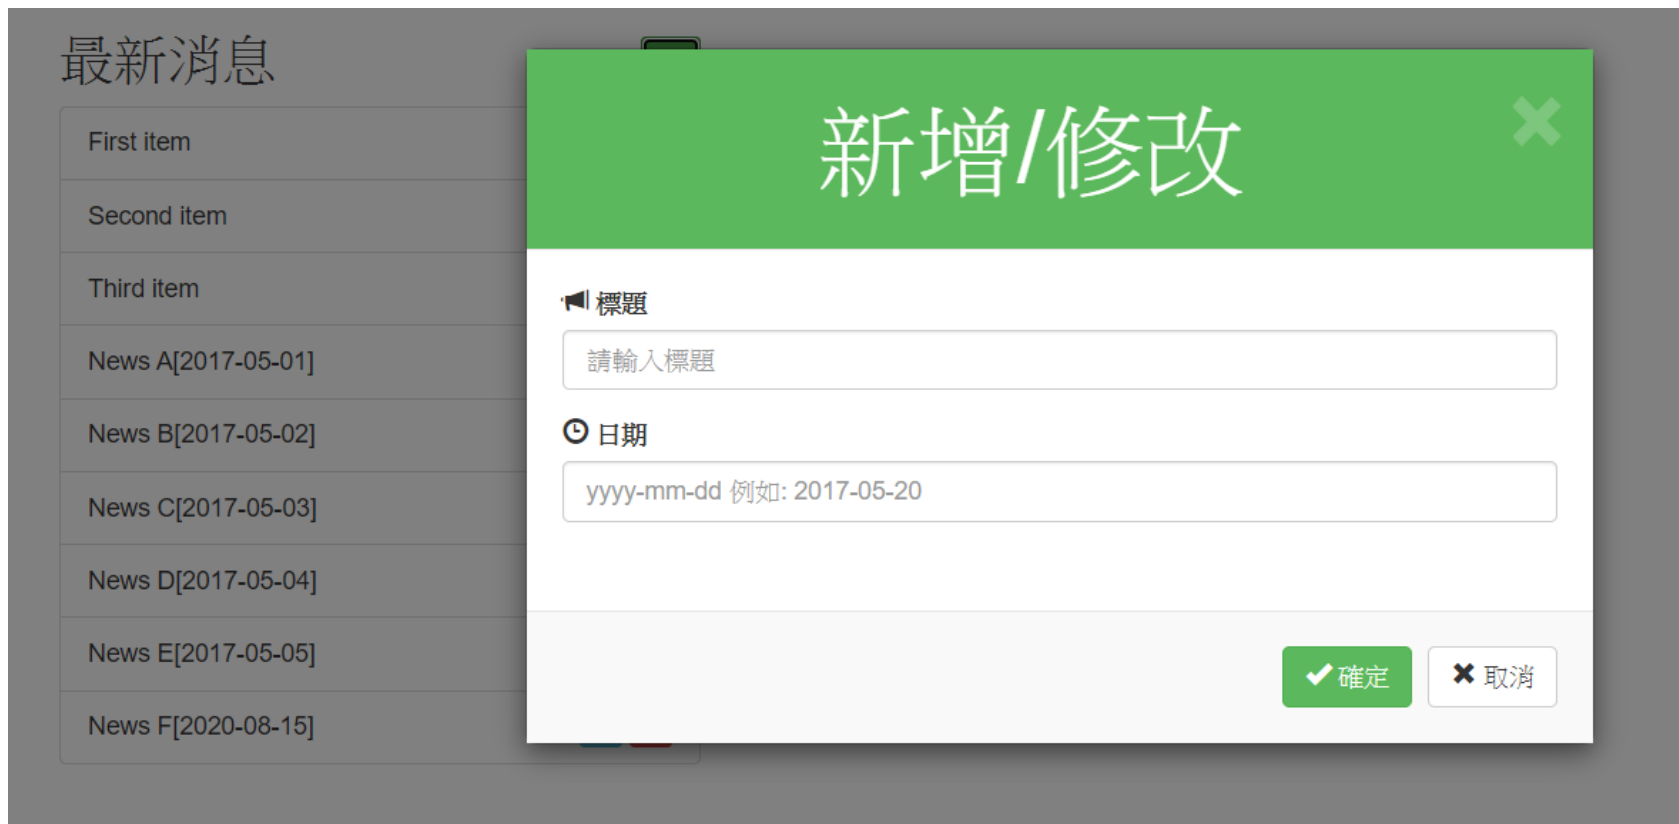 最新消息
First item
Second item
Third item
News A[2017-05-01]
News B[2017-05-02]
News C[2017-05-03]
News D[2017-05-04]
News E[2017-05-05]
News F[2020-08-15]
新增/修改
標題
請輸入標題
日期
yyyy-mm-dd 例如: 2017-05-20
確定
取消